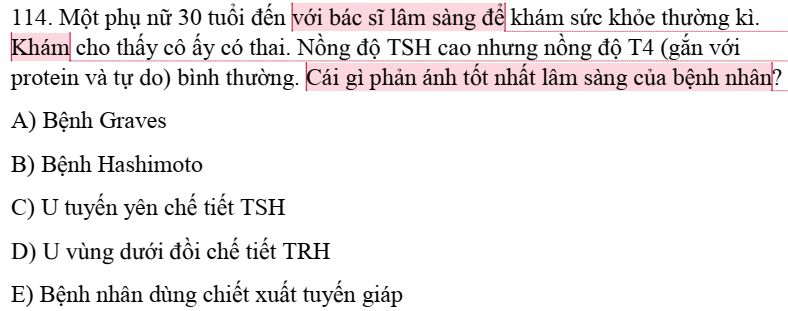 114. Một phụ nữ 30 tuổi đến với bác sĩ lâm sàng để khám sức khỏe thường kì.
Khám cho thấy cô ấy có thai. Nồng độ TSH cao nhưng nồng độ T4 (gắn với
protein và tự do) bình thường. Cái gì phản ánh tốt nhất lâm sàng của bệnh nhân?
A) Bệnh Graves
B) Bệnh Hashimoto
C) U tuyến yên chế tiết TSH
D) U vùng dưới đồi chế tiết TRH
E) Bệnh nhân dùng chiết xuất tuyến giáp